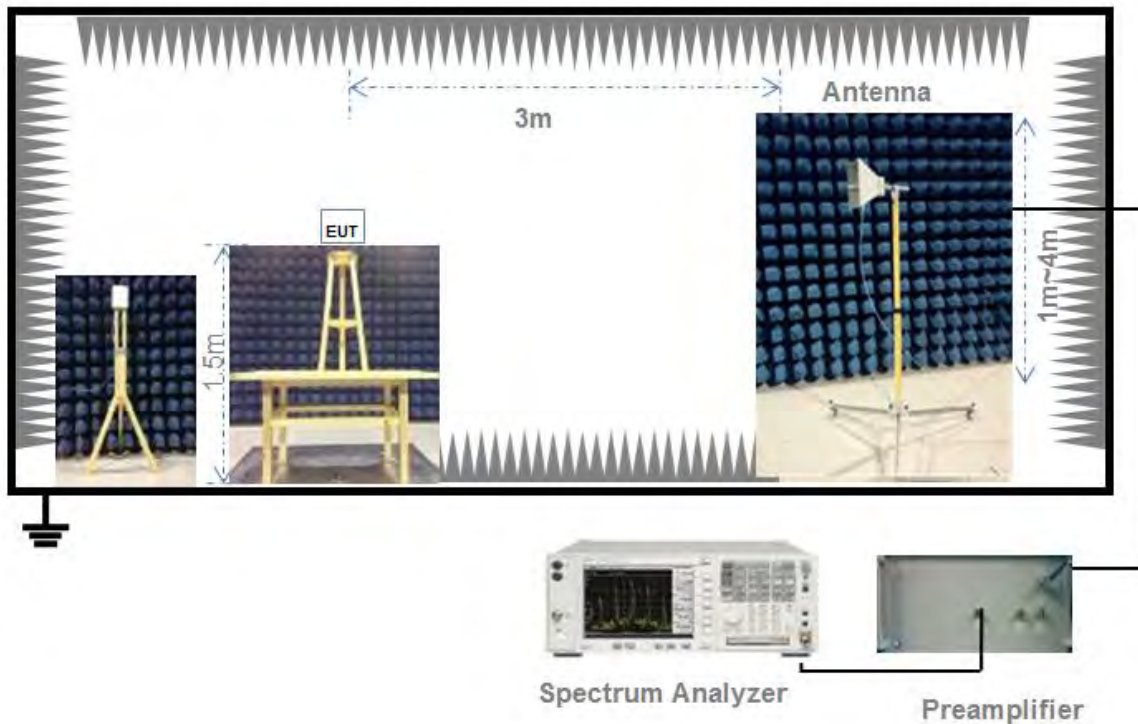 Antenna
3m
EUT
1.5m
1m~4m
Spectrum Analyzer
Preamplifier